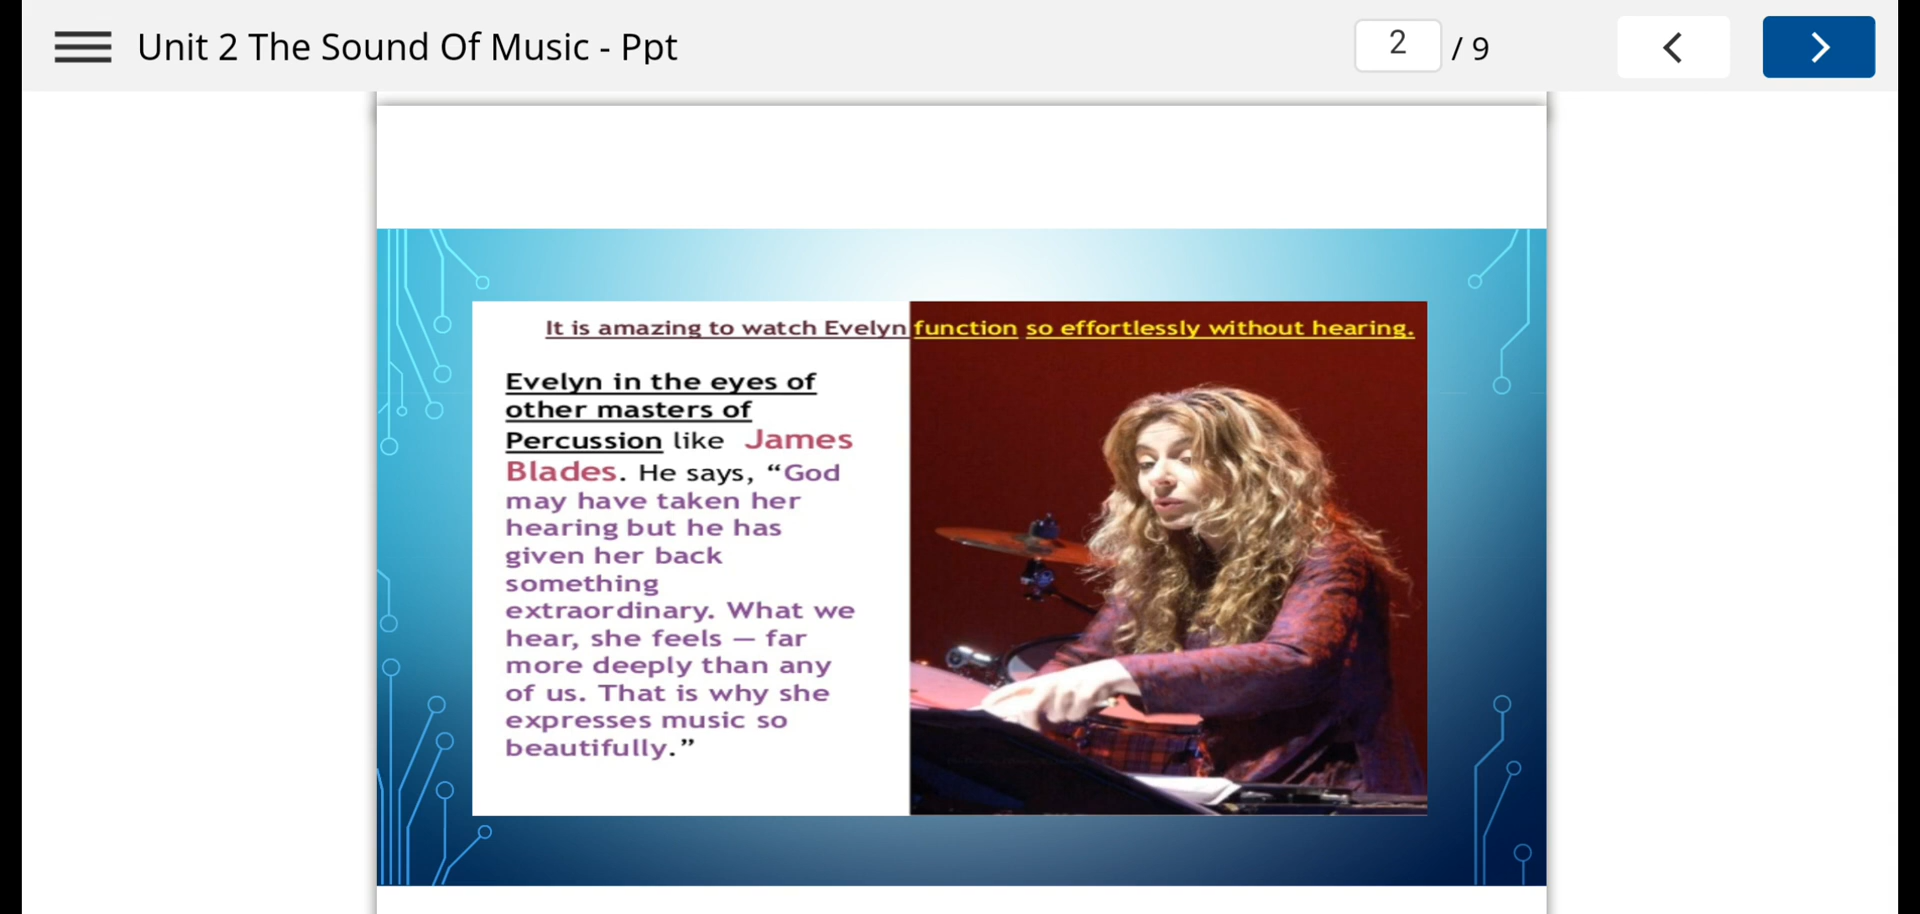 Unit 2 The Sound Of Music - Ppt
2 / 9
It is amazing to watch Evelyn function so effortlessly without hearing.
Evelyn in the eyes of
other masters of
Percussion like James
Blades. He says, “God
may have taken her
hearing but he has
given her back
something
extraordinary. What we
hear, she feels — far
more deeply than any
of us. That is why she
expresses music so
beautifully.”